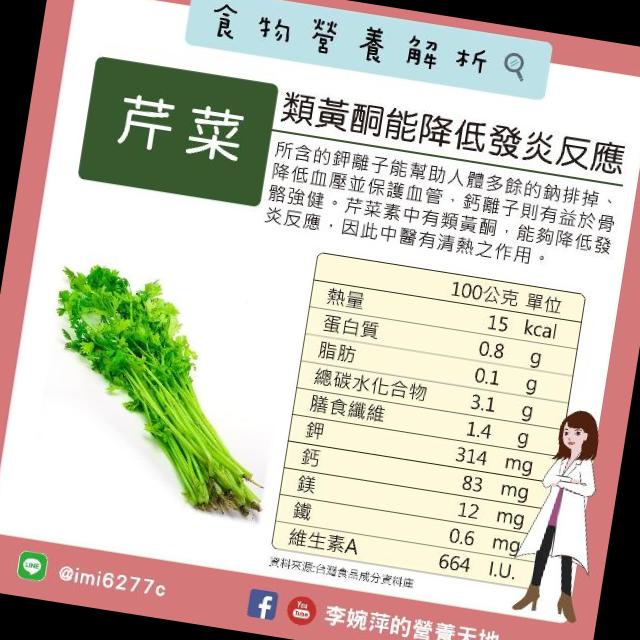 食物營養解析
芹菜
類黃酮能降低發炎反應
所含的鉀離子能幫助人體多餘的鈉排掉、
降低血壓並保護血管，鈣離子則有益於骨
骼強健。芹菜素中有類黃酮，能夠降低發
炎反應，因此中醫有清熱之作用。
100公克 單位
熱量 15 kcal
蛋白質 0.8 g
脂肪 0.1 g
總碳水化合物 3.1 g
膳食纖維 1.4 g
鉀 314 mg
鈣 83 mg
鎂 12 mg
鐵 0.6 mg
維生素A 664 I.U.
資料來源:台灣食品成分資料庫
LINE @imi6277c
f You Tube 李婉萍的營養天地